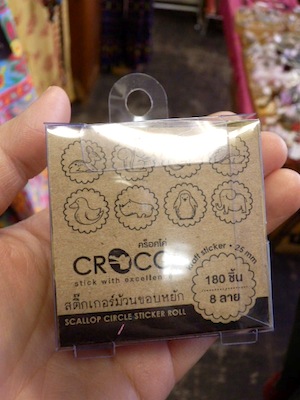 คร็อคโค่
CROCO
stick with excellence
สติ๊กเกอร์ม้วนขอบหยัก
SCALLOP CIRCLE STICKER ROLL
kraft sticker • 25 mm
180 ชิ้น
8 ลาย